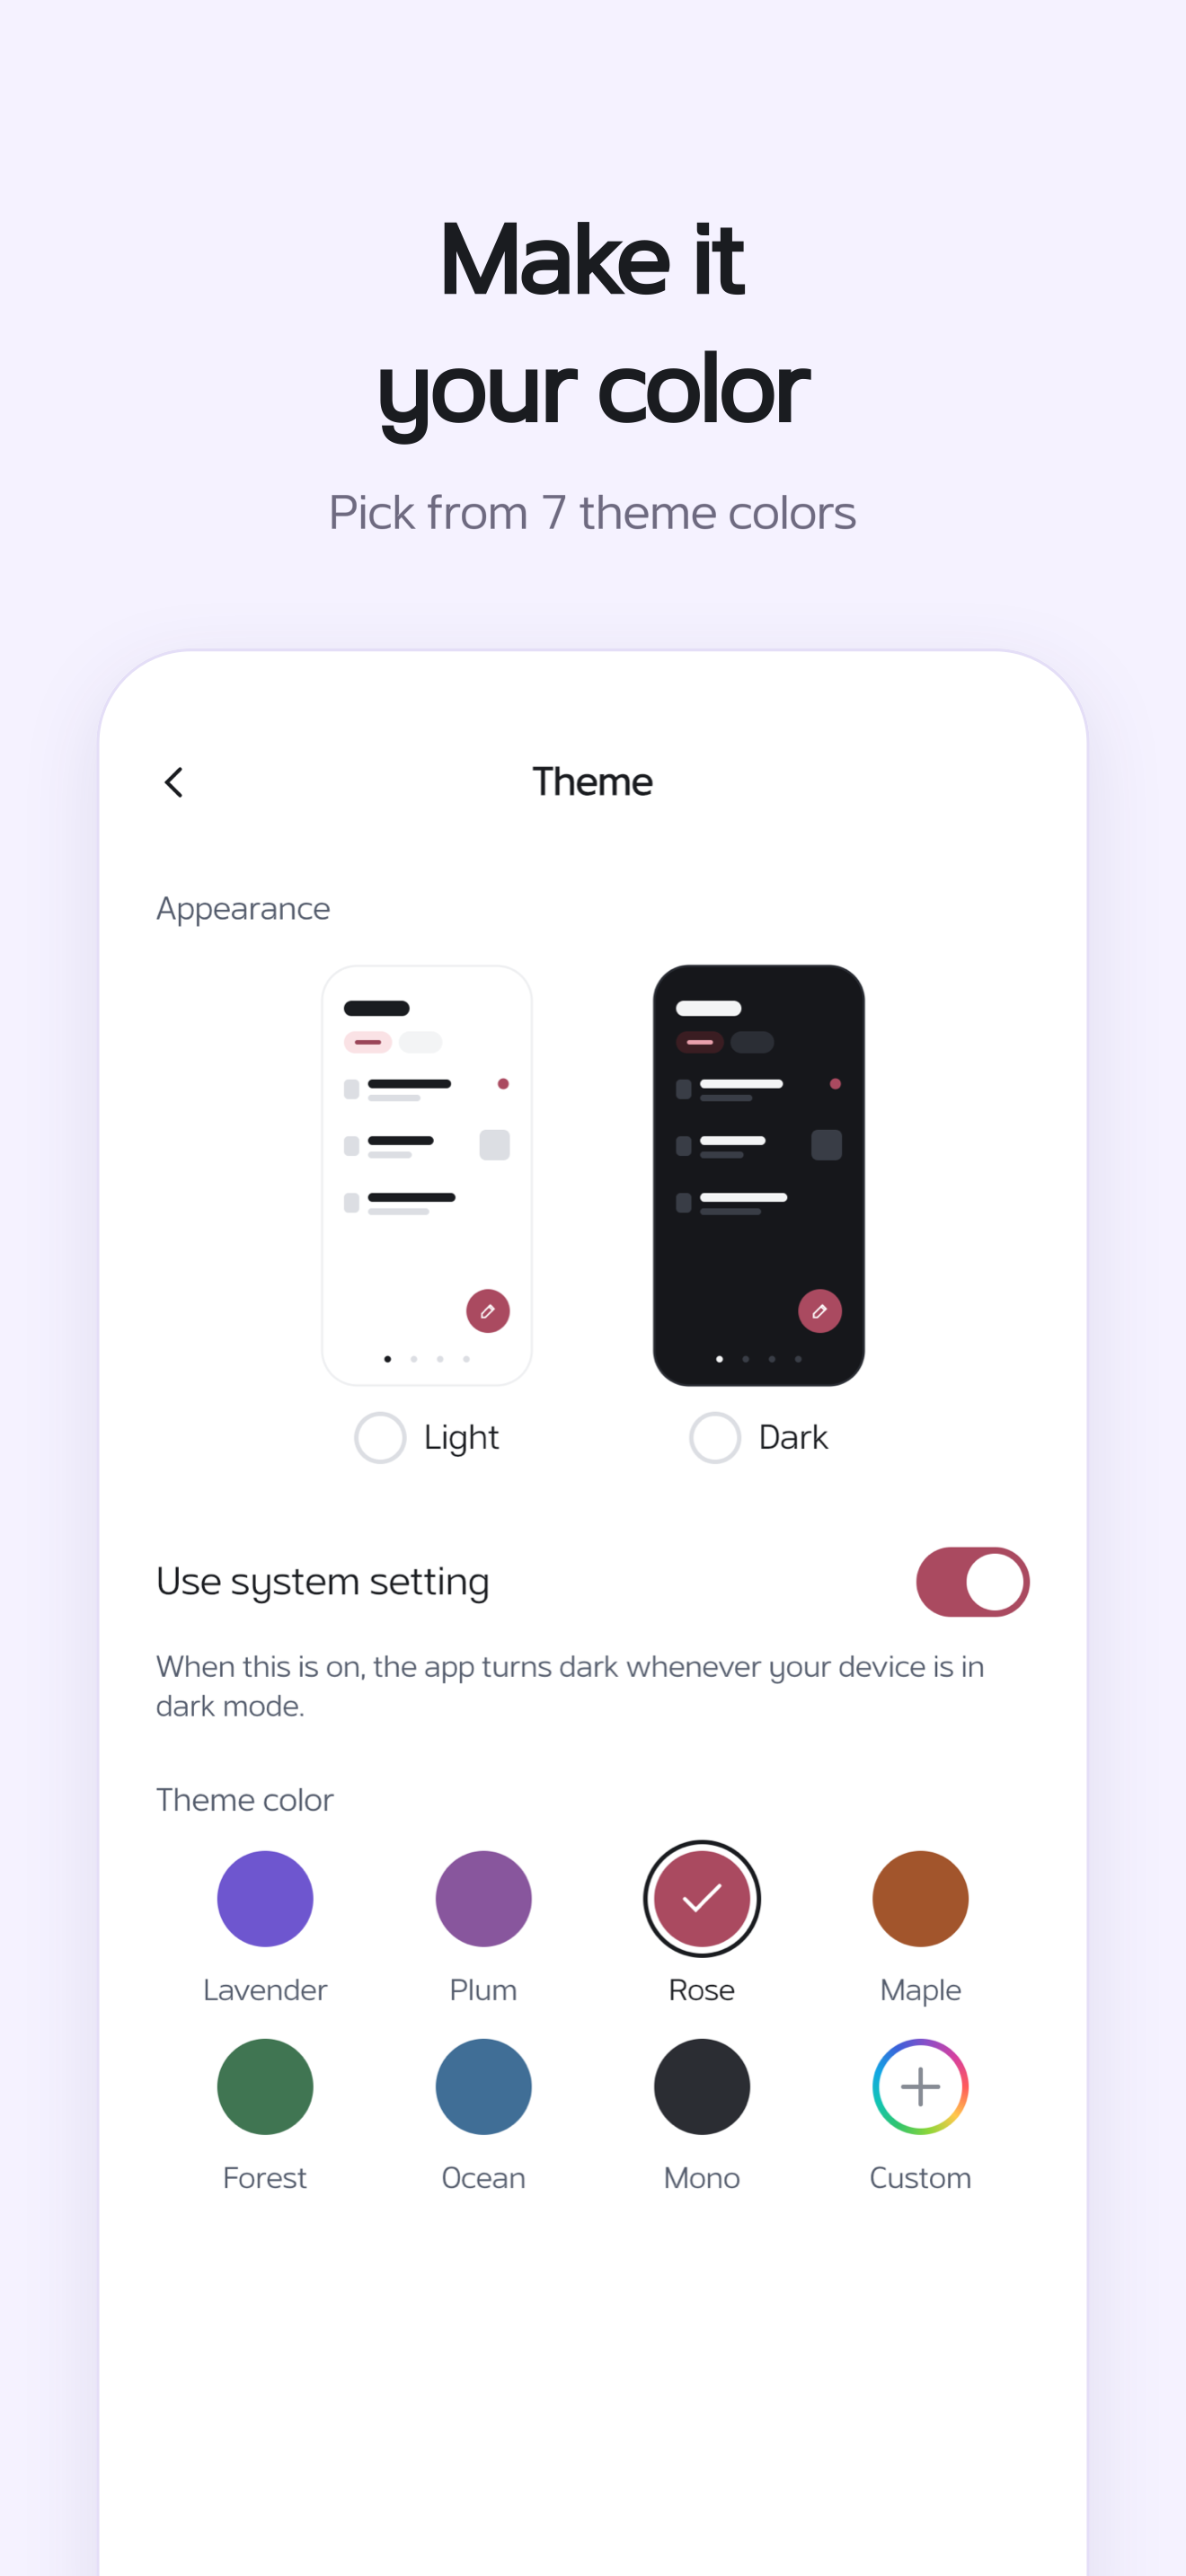 Make it
your color
Pick from 7 theme colors
Theme
Appearance
Light
Dark
Use system setting
When this is on, the app turns dark whenever your device is in
dark mode.
Theme color
Lavender
Plum
Rose
Maple
Forest
Ocean
Mono
Custom